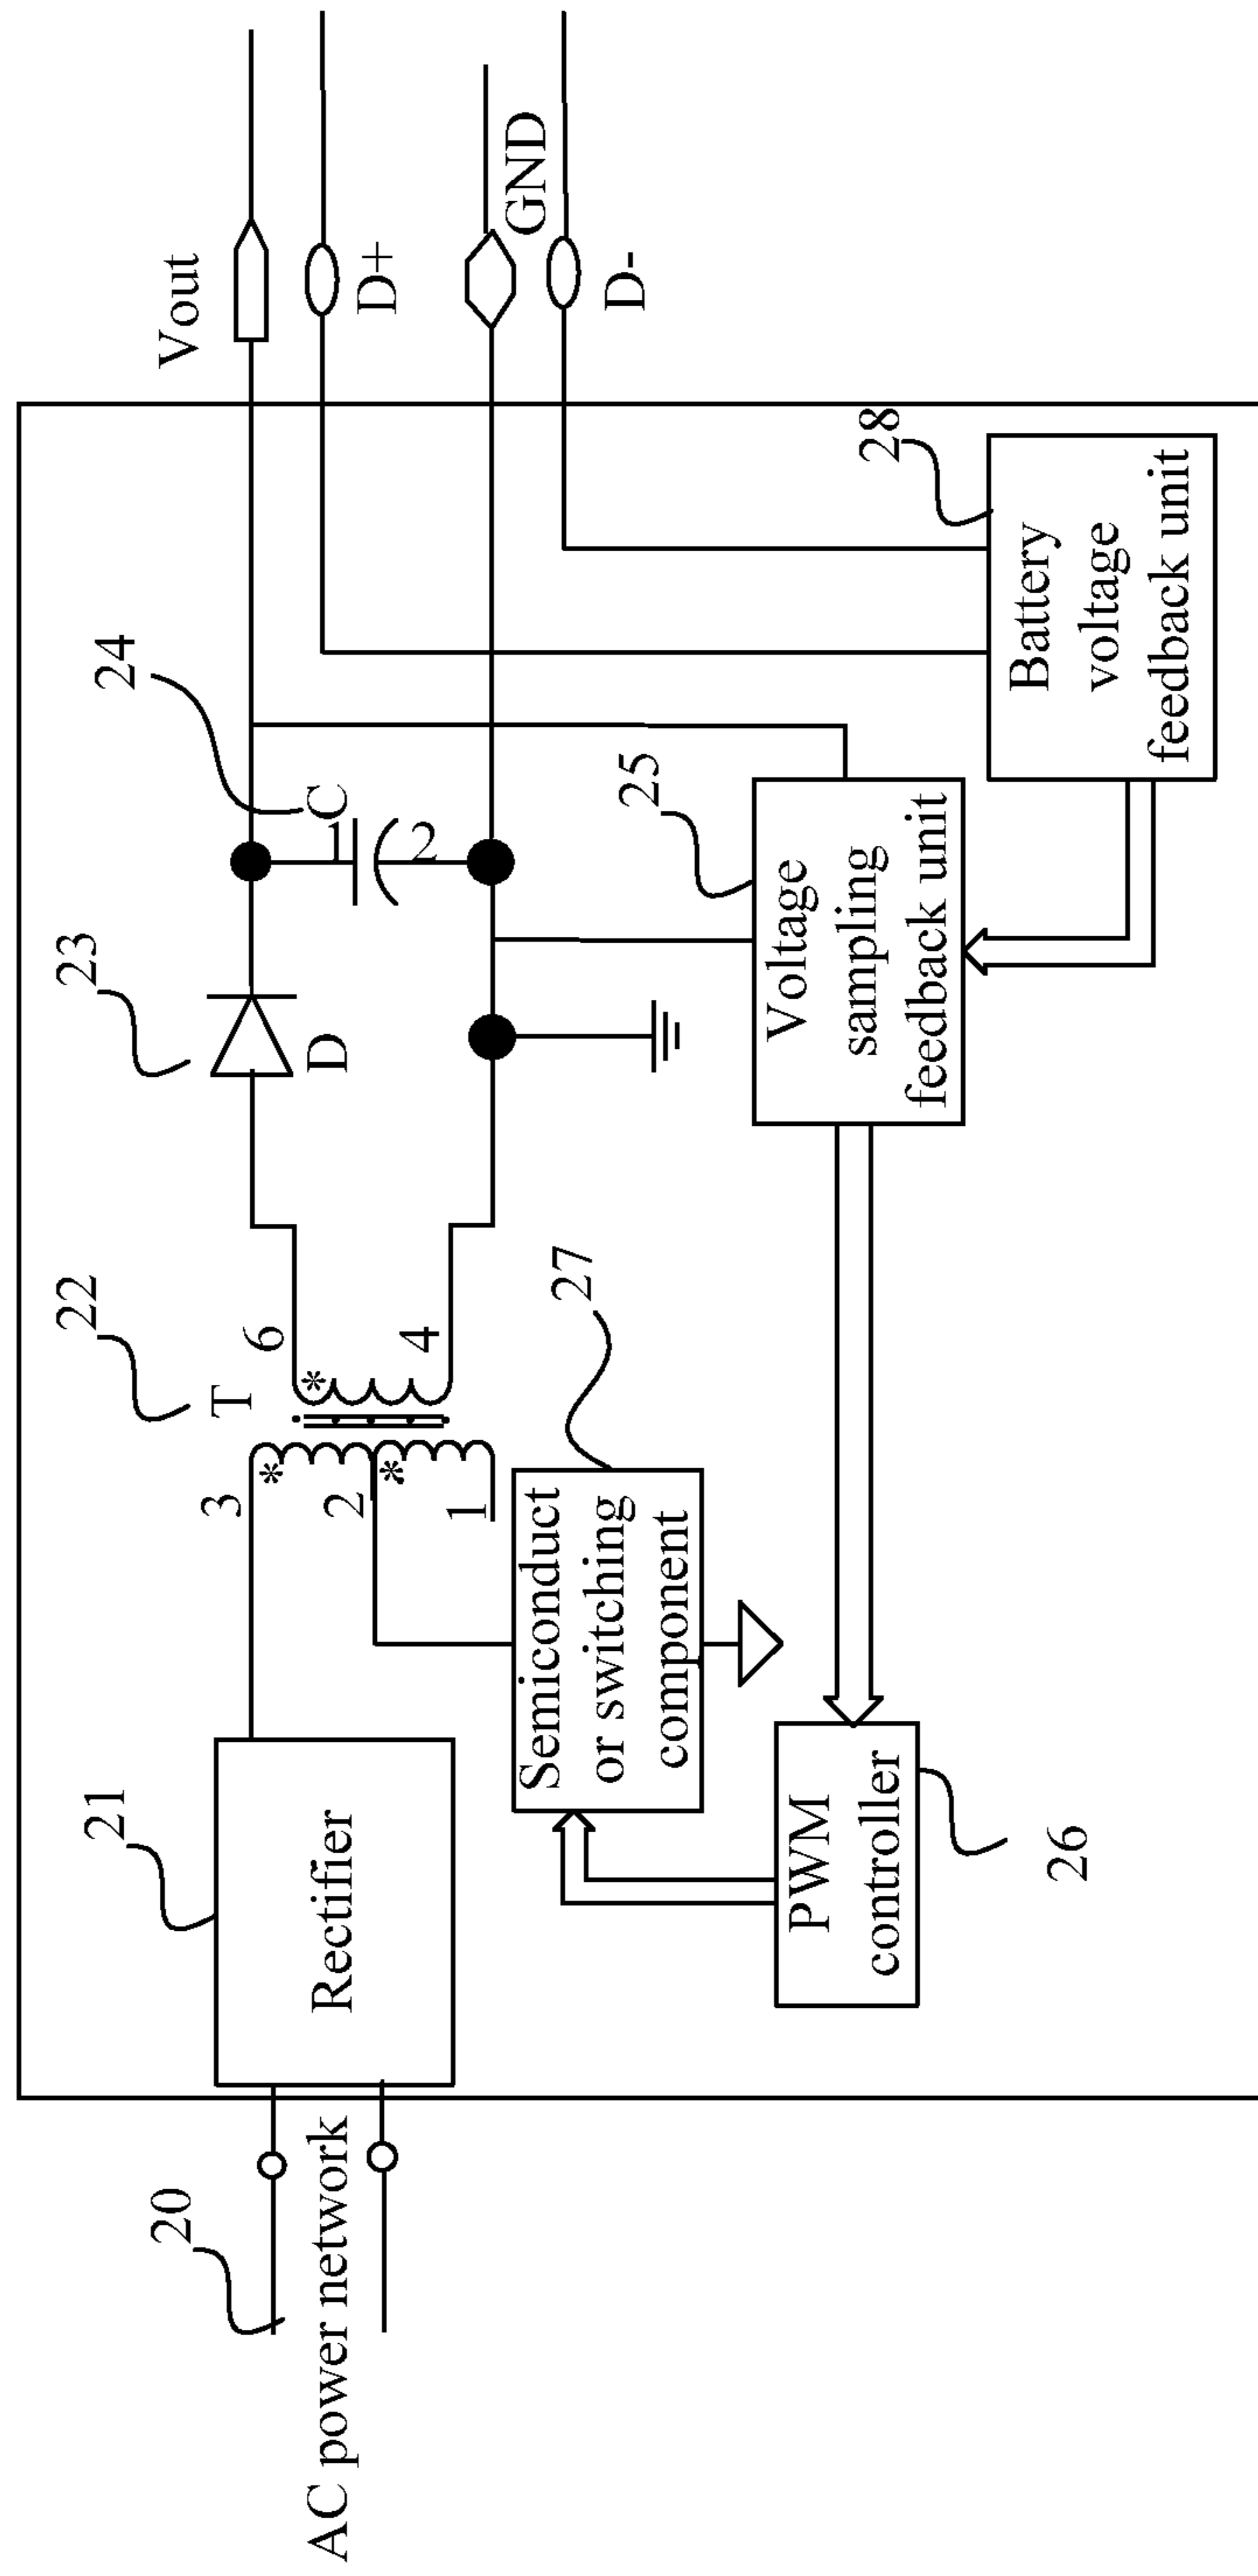 20
AC power network
21
Rectifier
22
T
3
*
2
*
1
6
*
4
23
D
24
C
1
2
Vout
D+
GND
D-
27
Semiconduct
or switching
component
25
Voltage
sampling
feedback unit
28
Battery
voltage
feedback unit
PWM
controller
26